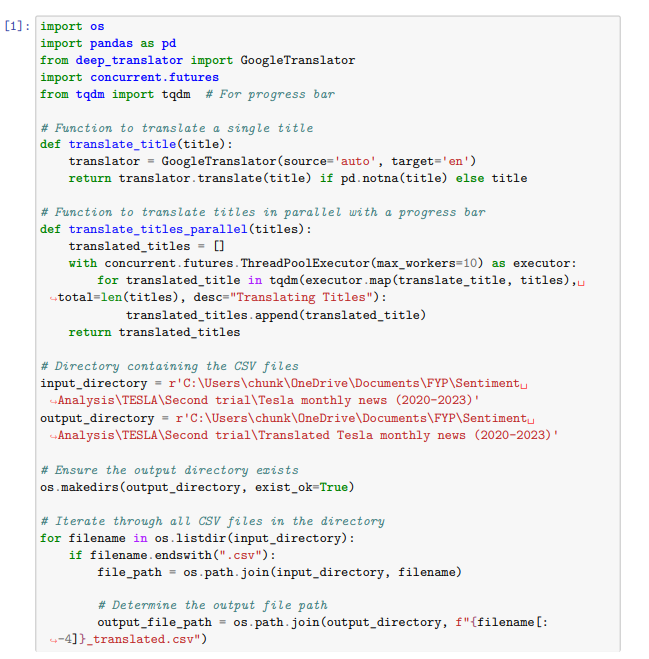 [1]: import os
import pandas as pd
from deep_translator import GoogleTranslator
import concurrent.futures
from tqdm import tqdm  # For progress bar

# Function to translate a single title
def translate_title(title):
    translator = GoogleTranslator(source='auto', target='en')
    return translator.translate(title) if pd.notna(title) else title

# Function to translate titles in parallel with a progress bar
def translate_titles_parallel(titles):
    translated_titles = []
    with concurrent.futures.ThreadPoolExecutor(max_workers=10) as executor:
        for translated_title in tqdm(executor.map(translate_title, titles),␣
↪total=len(titles), desc="Translating Titles"):
            translated_titles.append(translated_title)
    return translated_titles

# Directory containing the CSV files
input_directory = r'C:\Users\chunk\OneDrive\Documents\FYP\Sentiment␣
↪Analysis\TESLA\Second trial\Tesla monthly news (2020-2023)'
output_directory = r'C:\Users\chunk\OneDrive\Documents\FYP\Sentiment␣
↪Analysis\TESLA\Second trial\Translated Tesla monthly news (2020-2023)'

# Ensure the output directory exists
os.makedirs(output_directory, exist_ok=True)

# Iterate through all CSV files in the directory
for filename in os.listdir(input_directory):
    if filename.endswith(".csv"):
        file_path = os.path.join(input_directory, filename)

        # Determine the output file path
        output_file_path = os.path.join(output_directory, f"{filename[:
↪-4]}_translated.csv")